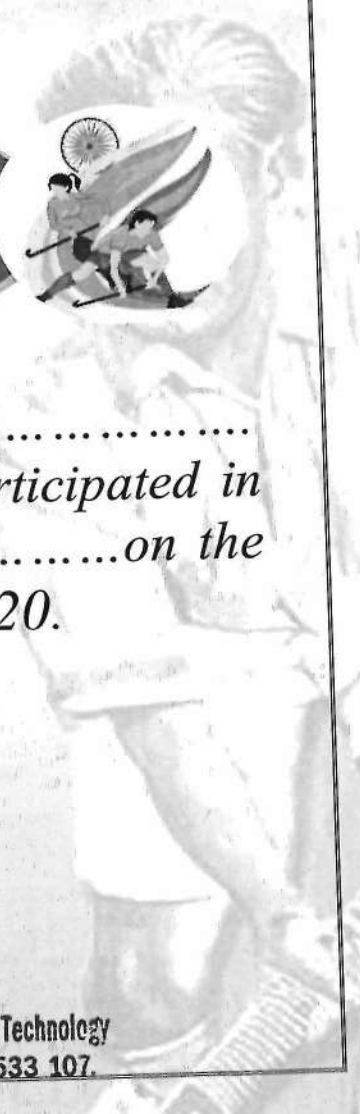 ....................
rticipated in
.........on the
20.
Technology
533 107.